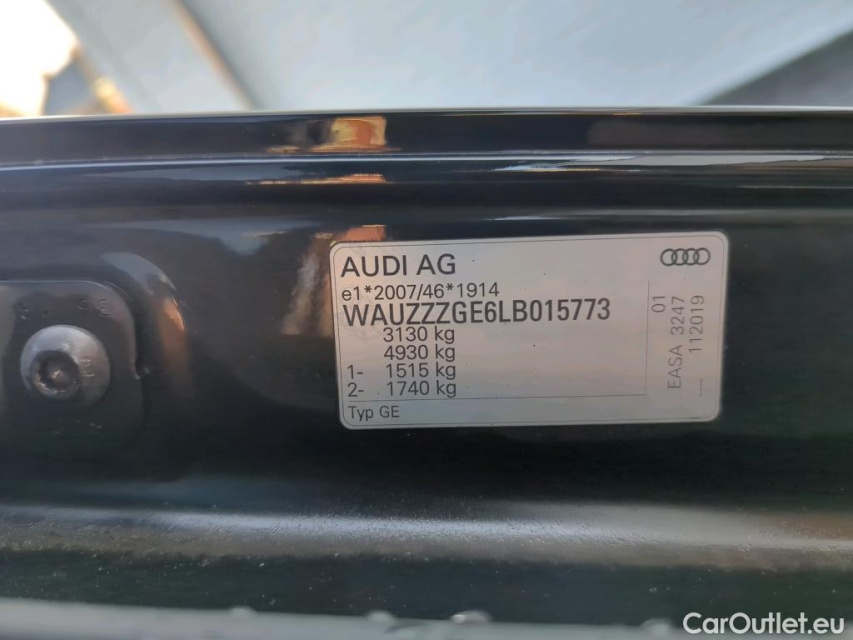 AUDI AG
e1*2007/46*1914
WAUZZZGE6LB015773
3130 kg
4930 kg
1- 1515 kg
2- 1740 kg
Typ GE
01
EASA 3247
112019
CarOutlet.eu